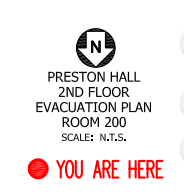 N
PRESTON HALL
2ND FLOOR
EVACUATION PLAN
ROOM 200
SCALE: N.T.S.
YOU ARE HERE